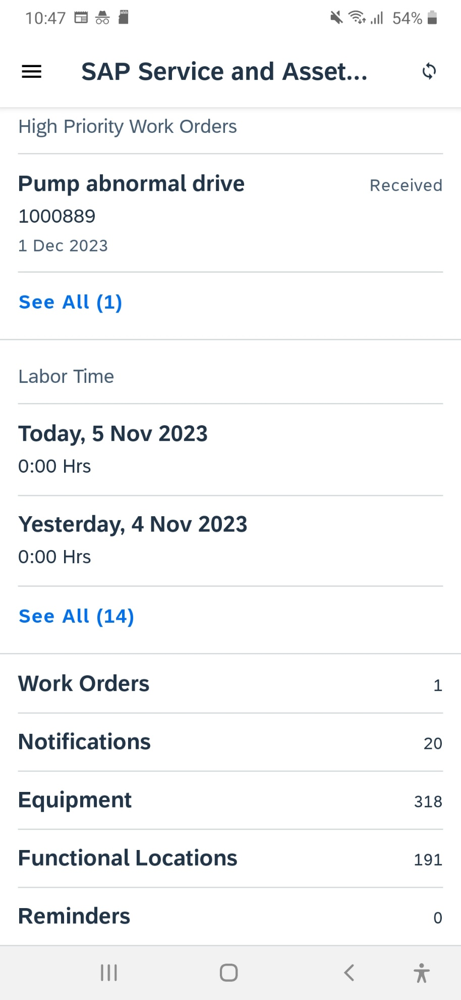 10:47 54%
SAP Service and Asset...
High Priority Work Orders
Pump abnormal drive Received
1000889
1 Dec 2023
See All (1)
Labor Time
Today, 5 Nov 2023
0:00 Hrs
Yesterday, 4 Nov 2023
0:00 Hrs
See All (14)
Work Orders 1
Notifications 20
Equipment 318
Functional Locations 191
Reminders 0